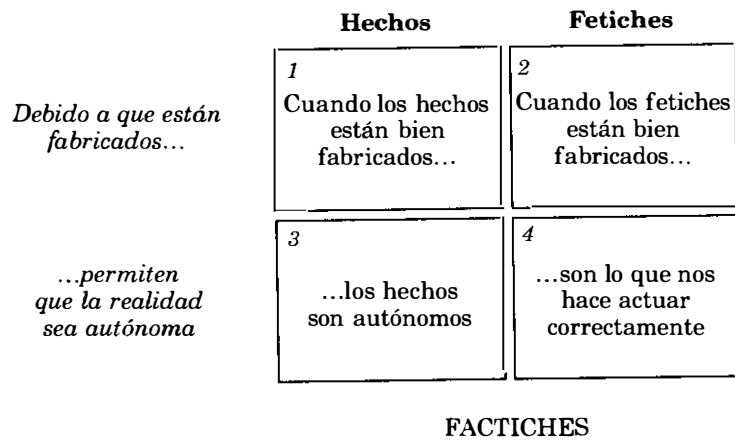 Hechos
Fetiches
Debido a que están
fabricados...
1
Cuando los hechos
están bien
fabricados...
2
Cuando los fetiches
están bien
fabricados...
...permiten
que la realidad
sea autónoma
3
...los hechos
son autónomos
4
...son lo que nos
hace actuar
correctamente
FACTICHES